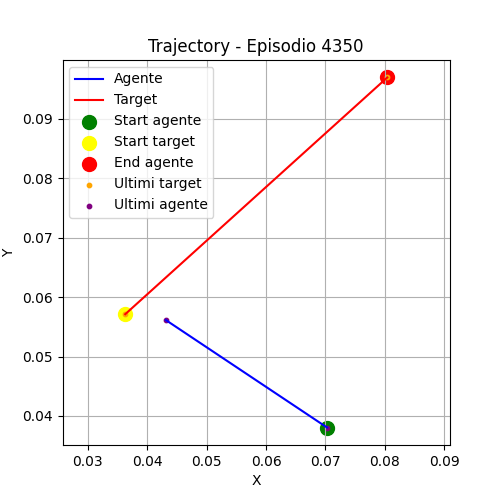 Trajectory - Episodio 4350
Agente
Target
Start agente
Start target
End agente
Ultimi target
Ultimi agente
0.09
0.08
0.07
0.06
0.05
0.04
Y
0.03 0.04 0.05 0.06 0.07 0.08 0.09
X